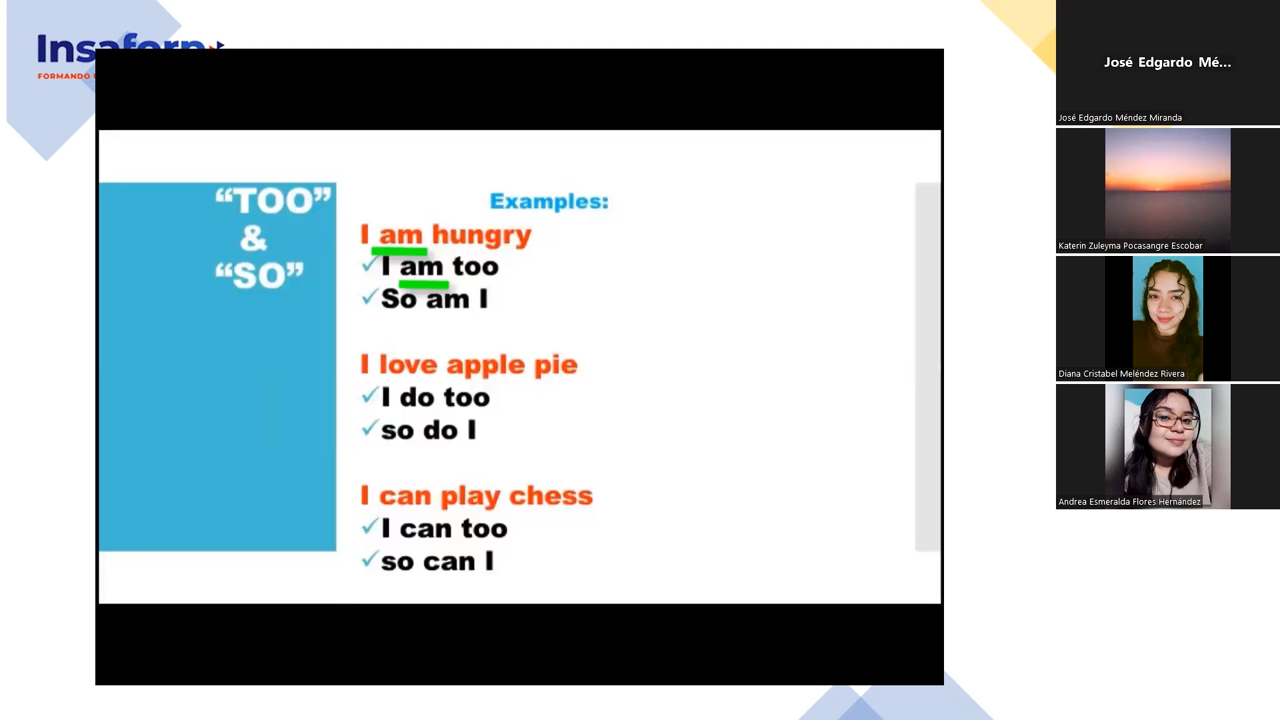 FORMANDO
“TOO”
&
“SO”
Examples:
I am hungry
✓I am too
✓So am I
I love apple pie
✓I do too
✓so do I
I can play chess
✓I can too
✓so can I
José Edgardo Mé...
José Edgardo Méndez Miranda
Katerin Zuleyma Pocasangre Escobar
Diana Cristabel Meléndez Rivera
Andrea Esmeralda Flores Hernández